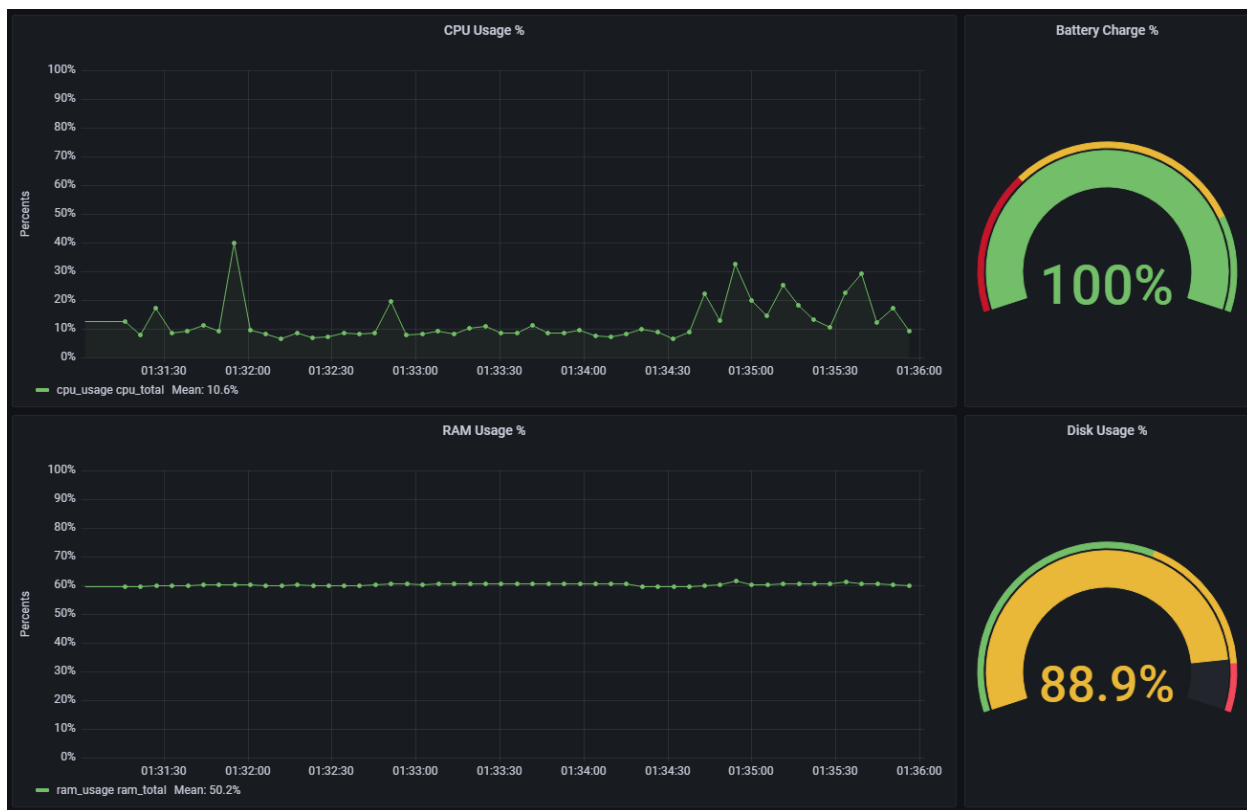 CPU Usage %
Percents
100%
90%
80%
70%
60%
50%
40%
30%
20%
10%
0%
01:31:30 01:32:00 01:32:30 01:33:00 01:33:30 01:34:00 01:34:30 01:35:00 01:35:30 01:36:00
cpu_usage cpu_total Mean: 10.6%
Battery Charge %
100%
RAM Usage %
Percents
100%
90%
80%
70%
60%
50%
40%
30%
20%
10%
0%
01:31:30 01:32:00 01:32:30 01:33:00 01:33:30 01:34:00 01:34:30 01:35:00 01:35:30 01:36:00
ram_usage ram_total Mean: 50.2%
Disk Usage %
88.9%